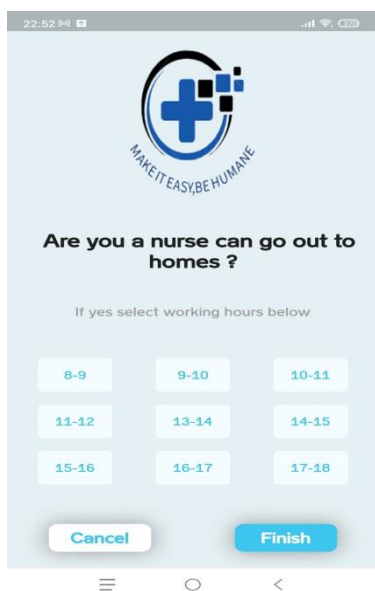 22:52
MAKE IT EASY,BE HUMANE
Are you a nurse can go out to
homes ?
If yes select working hours below
8-9 9-10 10-11
11-12 13-14 14-15
15-16 16-17 17-18
Cancel Finish